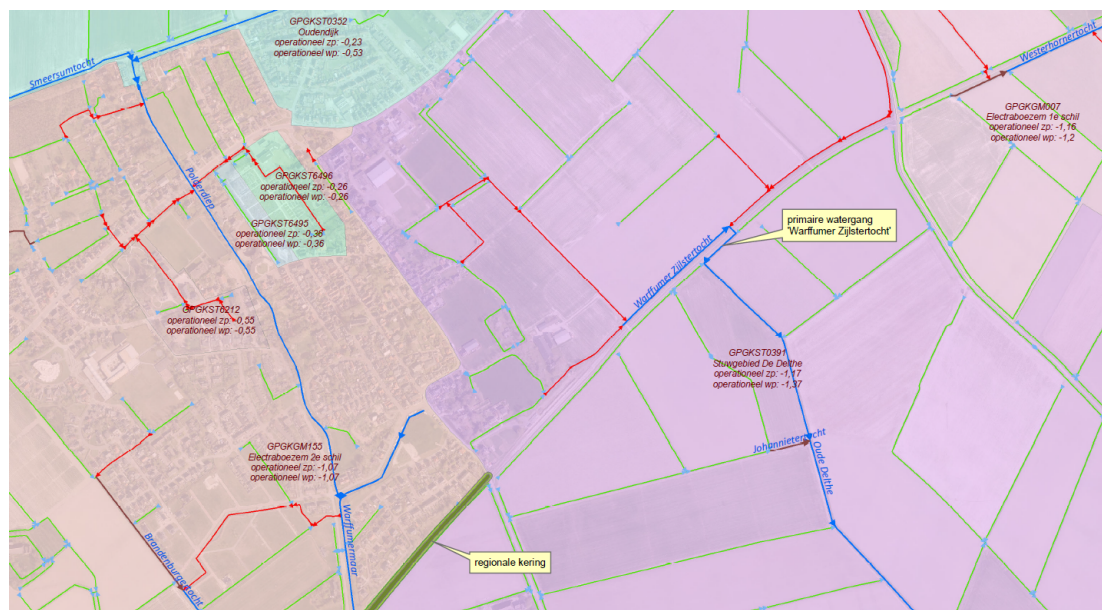 GPGKST0352
Oudendijk
operationeel zp: -0,23
operationeel wp: -0,53
Smeersumtocht
Westerhornertocht
GPGKGM007
Electraboezem 1e schil
operationeel zp: -1,16
operationeel wp: -1,2
Polderdiep
GPGKST6496
operationeel zp: -0,26
operationeel wp: -0,26
GPGKST6495
operationeel zp: -0,36
operationeel wp: -0,36
primaire watergang
'Warffumer Zijlstertocht'
Warffumer Zijlstertocht
GPGKST6212
operationeel zp: -0,55
operationeel wp: -0,55
GPGKST0391
Stuwgebied De Delthe
operationeel zp: -1,17
operationeel wp: -1,37
Johannietertocht
Oude Delthe
GPGKGM155
Electraboezem 2e schil
operationeel zp: -1,07
operationeel wp: -1,07
Warffumermaar
Brandenburgertocht
regionale kering